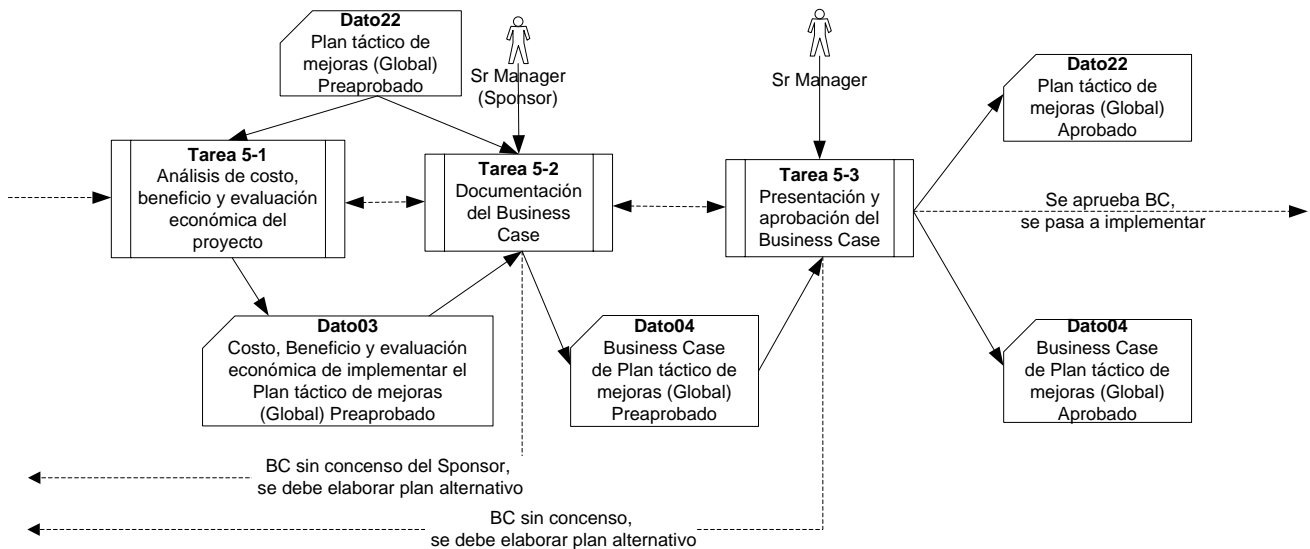 Dato22
Plan táctico de
mejoras (Global)
Preaprobado
Sr Manager
(Sponsor)
Sr Manager
Dato22
Plan táctico de
mejoras (Global)
Aprobado
Tarea 5-1
Análisis de costo,
beneficio y evaluación
económica del
proyecto
Tarea 5-2
Documentación
del Business
Case
Tarea 5-3
Presentación y
aprobación del
Business Case
Se aprueba BC,
se pasa a implementar
Dato03
Costo, Beneficio y evaluación
económica de implementar el
Plan táctico de mejoras
(Global) Preaprobado
Dato04
Business Case
de Plan táctico de
mejoras (Global)
Preaprobado
Dato04
Business Case
de Plan táctico de
mejoras (Global)
Aprobado
BC sin concenso del Sponsor,
se debe elaborar plan alternativo
BC sin concenso,
se debe elaborar plan alternativo